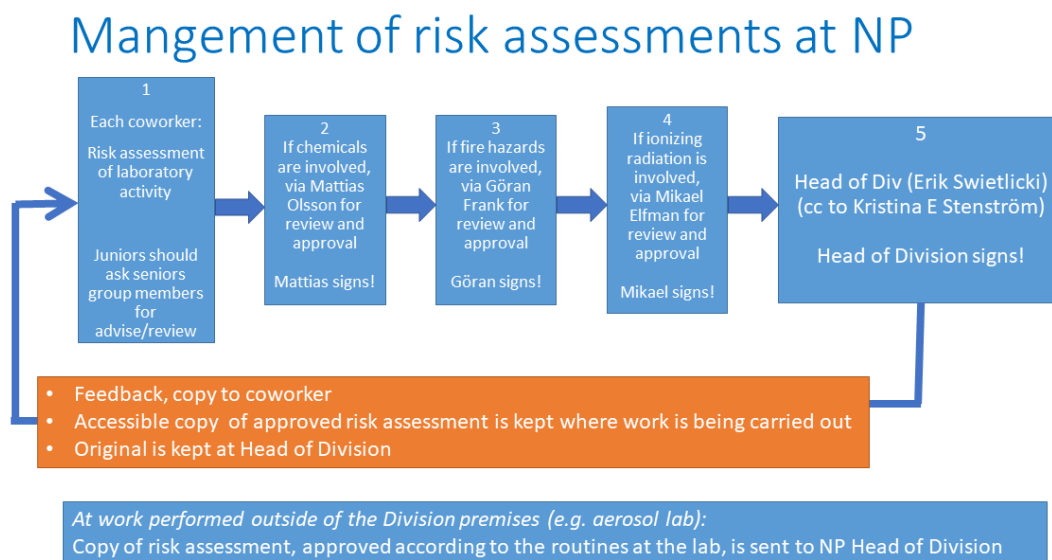 Mangement of risk assessments at NP
1
Each coworker:
Risk assessment
of laboratory
activity
Juniors should
ask seniors
group members
for
advise/review
2
If chemicals
are involved,
via Mattias
Olsson for
review and
approval
Mattias signs!
3
If fire hazards
are involved,
via Göran
Frank for
review and
approval
Göran signs!
4
If ionizing
radiation is
involved,
via Mikael
Elfman for
review and
approval
Mikael signs!
5
Head of Div (Erik Swietlicki)
(cc to Kristina E Stenström)
Head of Division signs!
• Feedback, copy to coworker
• Accessible copy of approved risk assessment is kept where work is being carried out
• Original is kept at Head of Division
At work performed outside of the Division premises (e.g. aerosol lab):
Copy of risk assessment, approved according to the routines at the lab, is sent to NP Head of Division